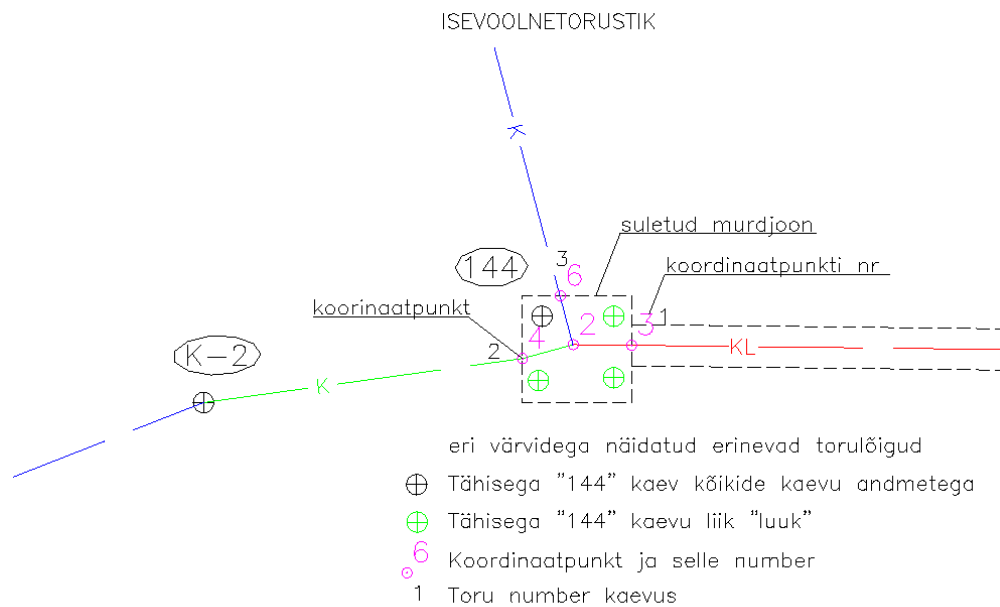 ISEVOOLNETORUSTIK
K
suletud murdjoon
3
144
6
koordinaatpunkti nr
koorinaatpunkt
1
4
2
3
2
KL
K-2
K
eri värvidega näidatud erinevad torulõigud
Tähisega "144" kaev kõikide kaevu andmetega
Tähisega "144" kaevu liik "luuk"
6 Koordinaatpunkt ja selle number
1 Toru number kaevus